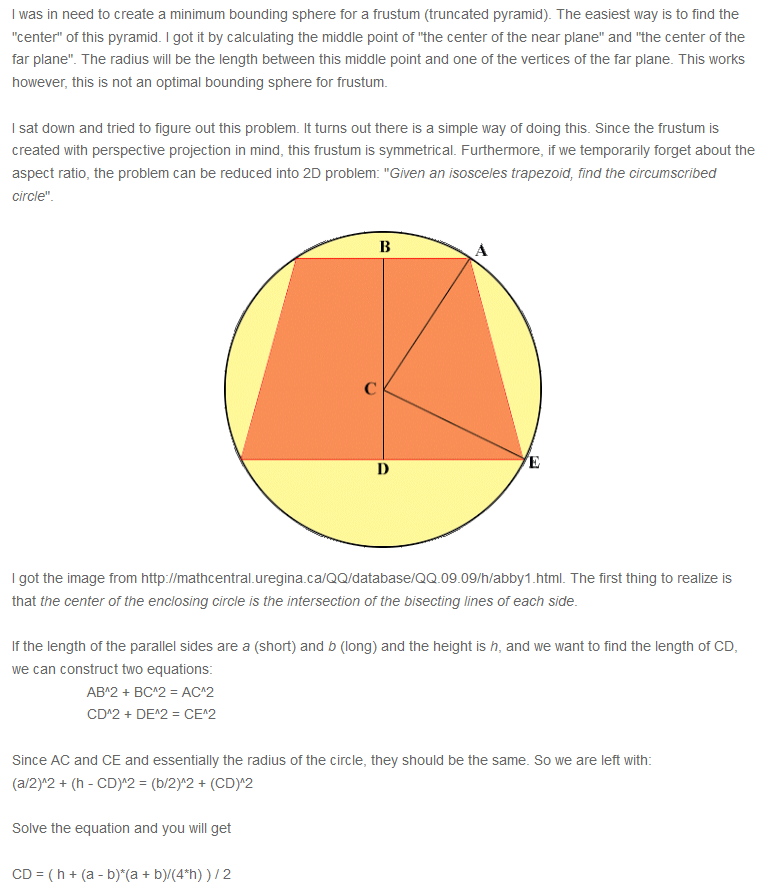 I was in need to create a minimum bounding sphere for a frustum (truncated pyramid). The easiest way is to find the
"center" of this pyramid. I got it by calculating the middle point of "the center of the near plane" and "the center of the
far plane". The radius will be the length between this middle point and one of the vertices of the far plane. This works
however, this is not an optimal bounding sphere for frustum.
I sat down and tried to figure out this problem. It turns out there is a simple way of doing this. Since the frustum is
created with perspective projection in mind, this frustum is symmetrical. Furthermore, if we temporarily forget about the
aspect ratio, the problem can be reduced into 2D problem: "Given an isosceles trapezoid, find the circumscribed
circle".
B
A
C
D
E
I got the image from http://mathcentral.uregina.ca/QQ/database/QQ.09.09/h/abby1.html. The first thing to realize is
that the center of the enclosing circle is the intersection of the bisecting lines of each side.
If the length of the parallel sides are a (short) and b (long) and the height is h, and we want to find the length of CD,
we can construct two equations:
AB^2 + BC^2 = AC^2
CD^2 + DE^2 = CE^2
Since AC and CE and essentially the radius of the circle, they should be the same. So we are left with:
(a/2)^2 + (h - CD)^2 = (b/2)^2 + (CD)^2
Solve the equation and you will get
CD = ( h + (a - b)*(a + b)/(4*h) ) / 2